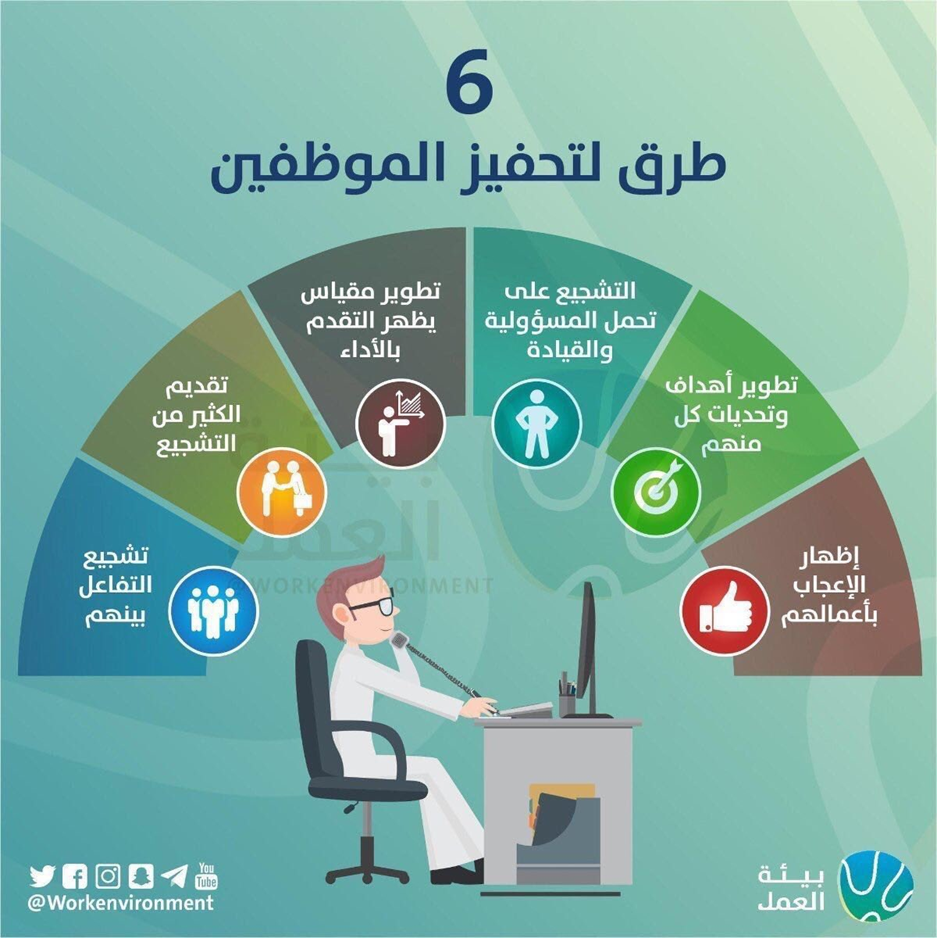 6
طرق لتحفيز الموظفين
إظهار
الإعجاب
بأعمالهم
تطوير أهداف
وتحديات كل
منهم
التشجيع على
تحمل المسؤولية
والقيادة
تطوير مقياس
يظهر التقدم
بالأداء
تقديم
الكثير من
التشجيع
تشجيع
التفاعل
بينهم
بيئة
العمل
@WORKENVIRONMENT
You
Tube
@Workenvironment
بيئة
العمل